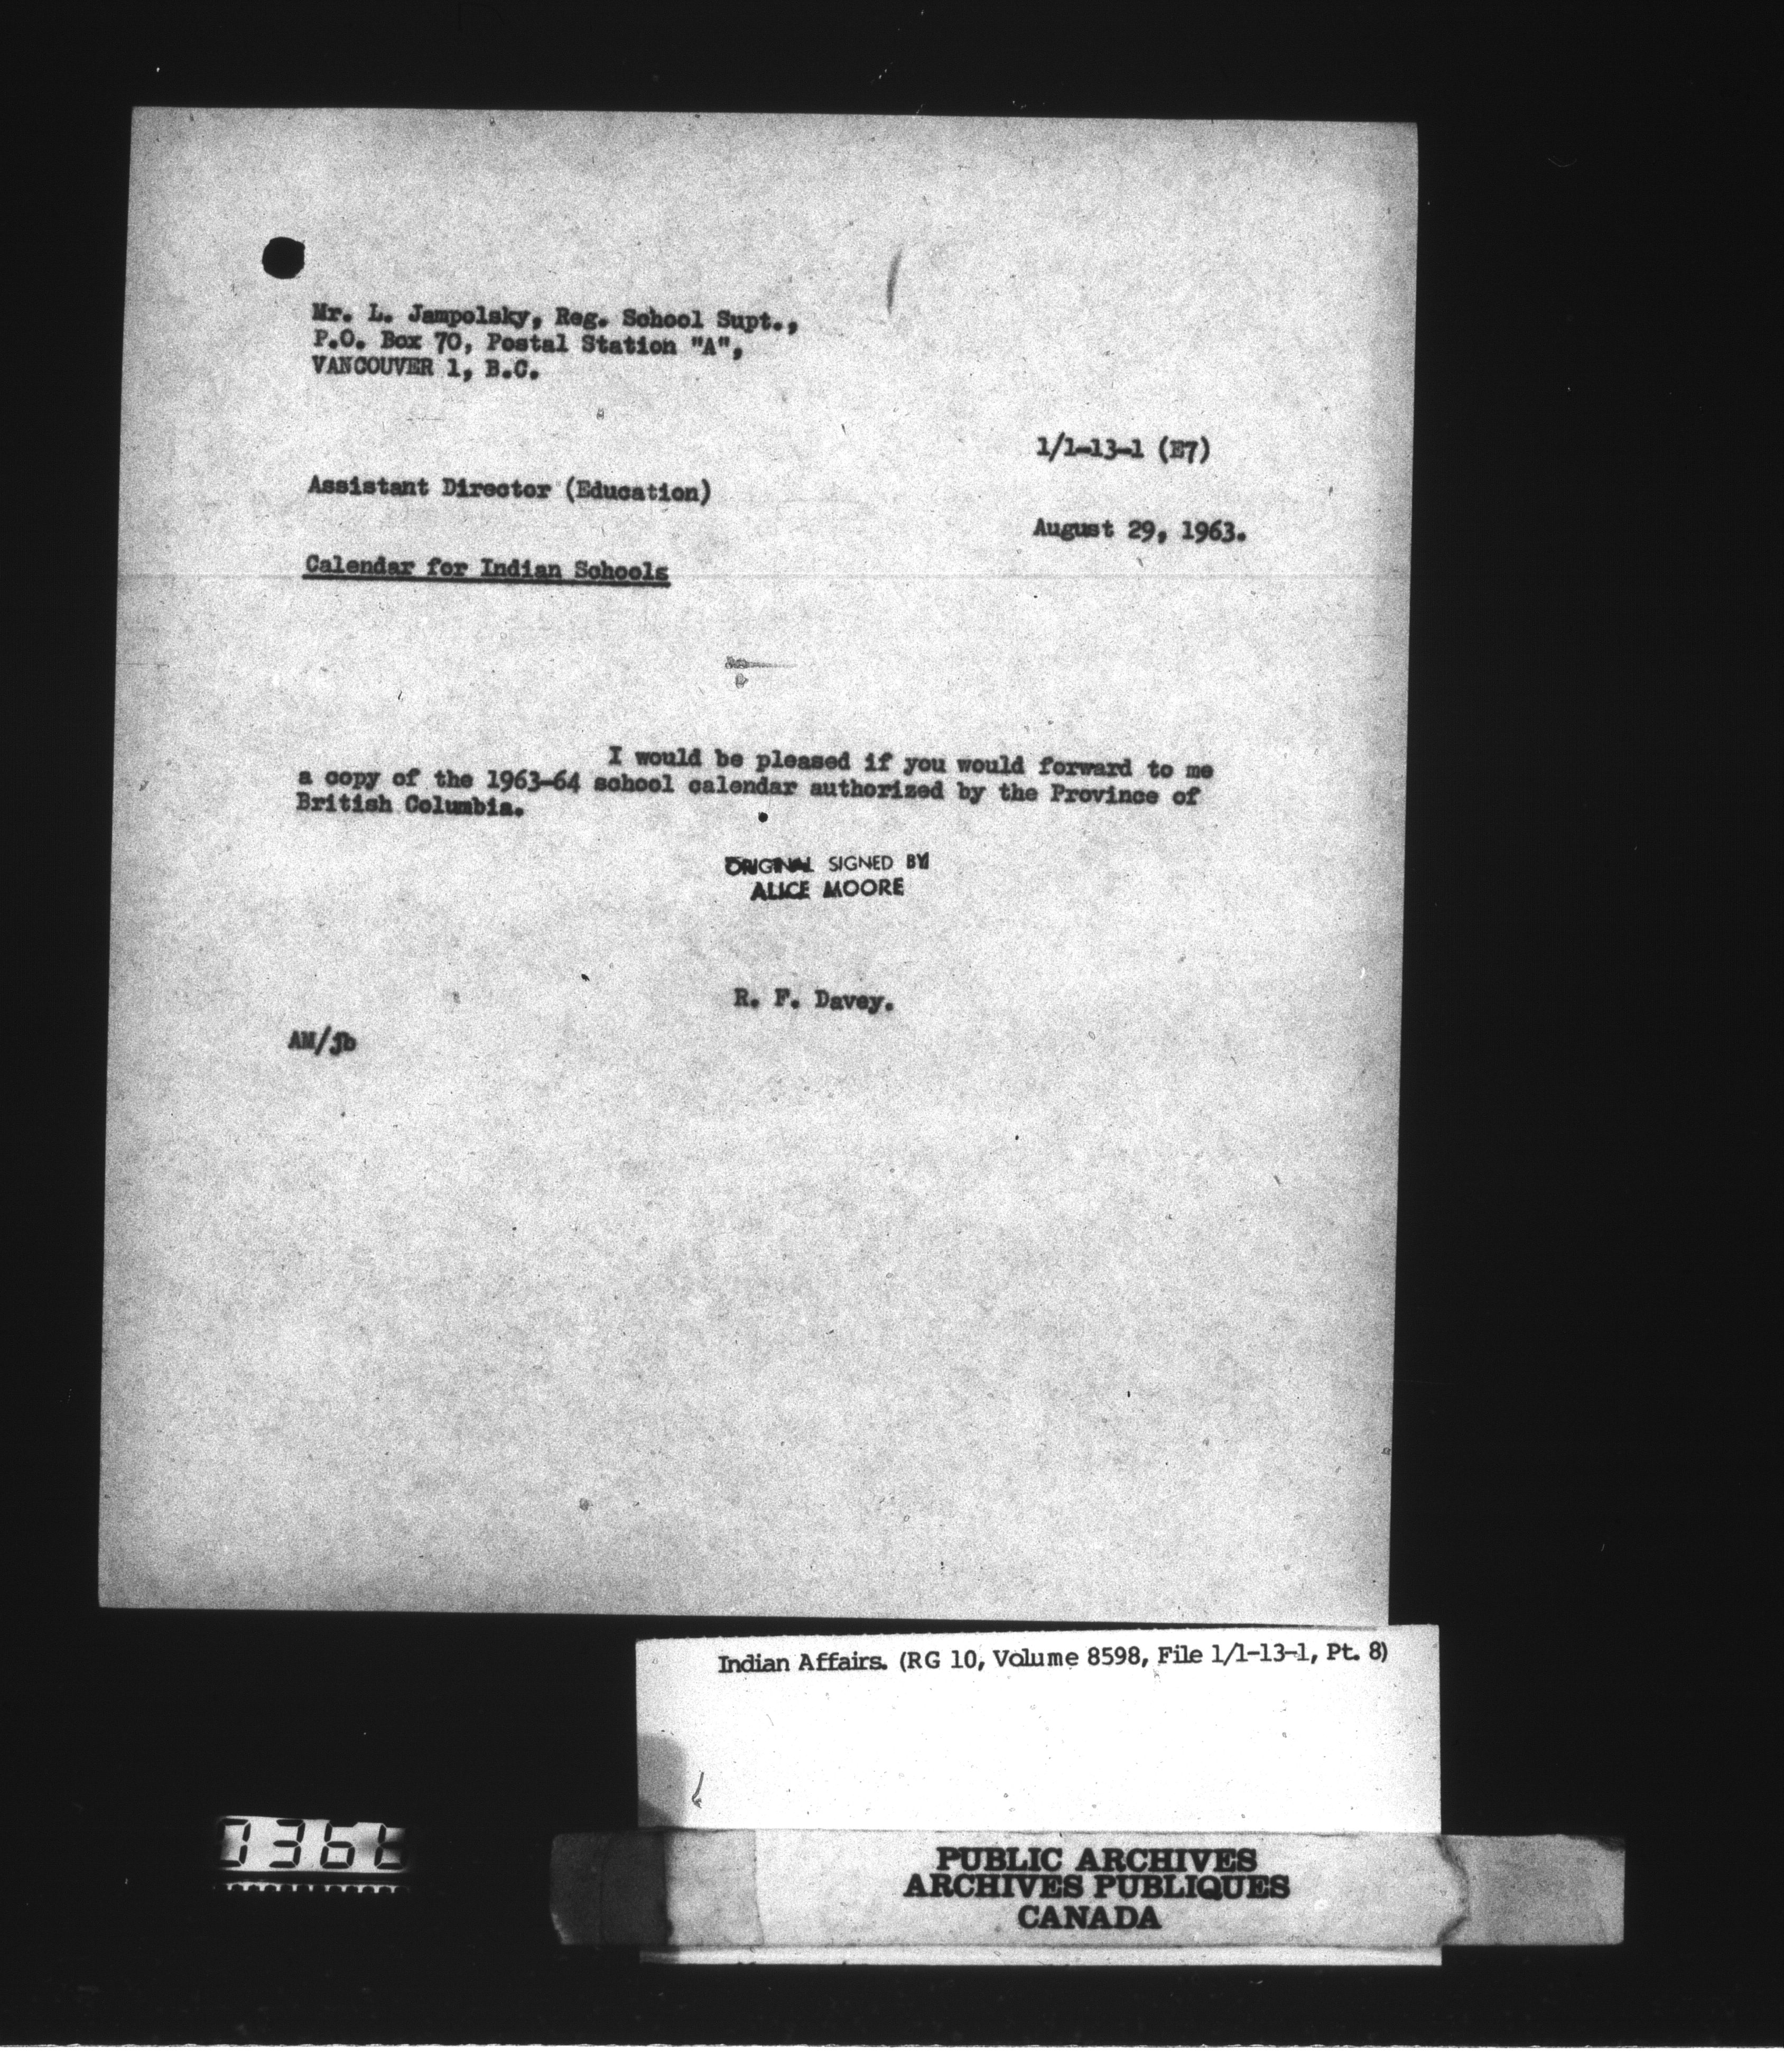 Mr. L. Jampolsky, Reg. School Supt.,
P.O. Box 70, Postal Station "A",
VANCOUVER 1, B.C.
1/1-13-1 (E7)
Assistant Director (Education)
August 29, 1963.
Calendar for Indian Schools
I would be pleased if you would forward to me
a copy of the 1963-64 school calendar authorized by the Province of
British Columbia.
ORIGINAL SIGNED BY
ALICE MOORE
R. F. Davey.
AM/jb
Indian Affairs. (RG 10, Volume 8598, File 1/1-13-1, Pt. 8)
PUBLIC ARCHIVES
ARCHIVES PUBLIQUES
CANADA